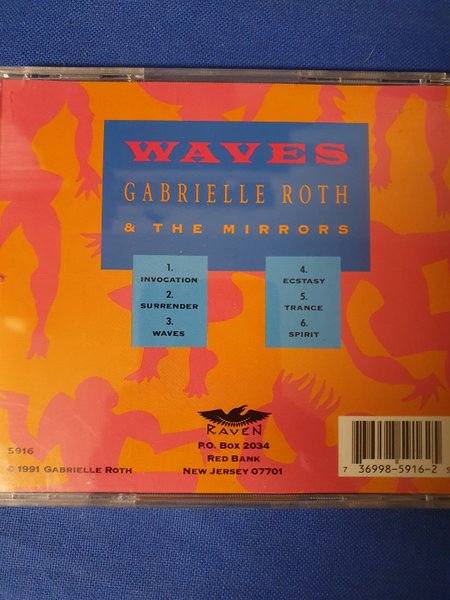 WAVES
GABRIELLE ROTH
& THE MIRRORS
1.
INVOCATION
2.
SURRENDER
3.
WAVES
4.
ECSTASY
5.
TRANCE
6.
SPIRIT
RAVEN
P.O. BOX 2034
RED BANK
NEW JERSEY 07701
5916
© 1991 GABRIELLE ROTH
7 36998-5916-2